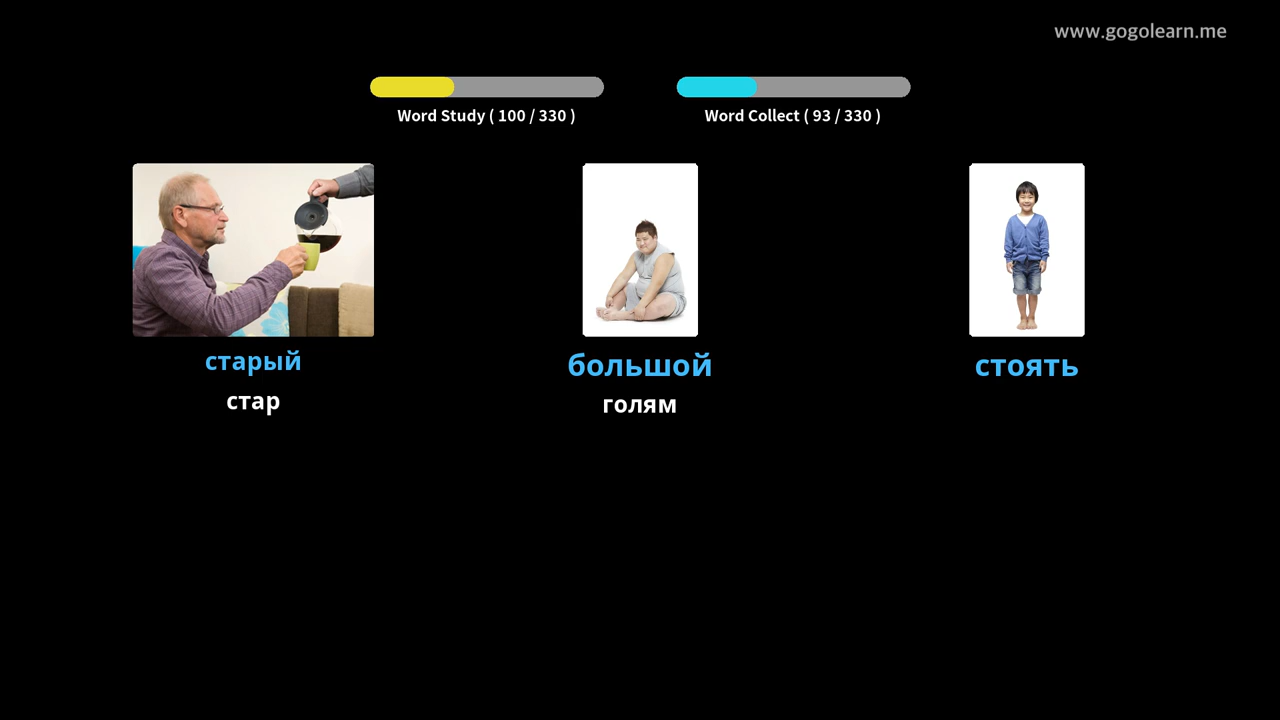 www.gogolearn.me
Word Study ( 100 / 330 )
Word Collect ( 93 / 330 )
старый
большой
стоять
стар
голям